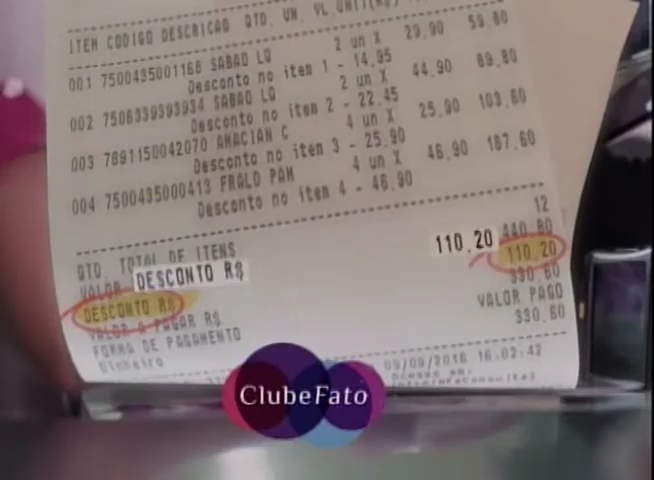 ITEM CODIGO DESCRICAO QTD. UN. VL.UNIT(R$)
001 7500435001168 SABAO LQ 2 un X 29,90 59,80
Desconto no item 1 - 14,95
002 7506339393934 SABAO LQ 2 un X 44,90 89,80
Desconto no item 2 - 22,45
003 7891150042070 AMACIAN C 4 un X 25,90 103,60
Desconto no item 3 - 25,90
004 7500435000413 FRALD PAM 4 un X 46,90 187,60
Desconto no item 4 - 46,90
QTD. TOTAL DE ITENS 12
VALOR 440,80
DESCONTO R$ 110,20
DESCONTO R$ 110,20
VALOR A PAGAR R$ 330,60
FORMA DE PAGAMENTO VALOR PAGO
Dinheiro 330,60
09/09/2016 16:02:42
ClubeFato